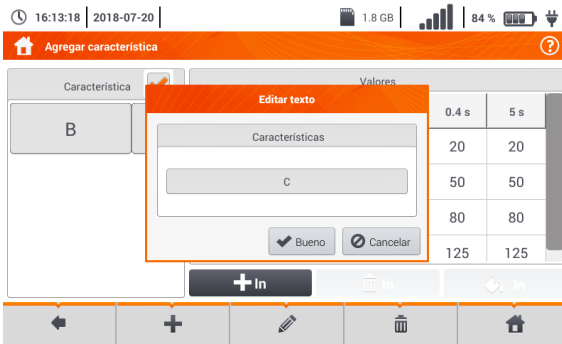 16:13:18 2018-07-20 1.8 GB 84 %
Agregar característica ?
Característica Valores
Editar texto
Características
C
Bueno Cancelar
B
0.4 s 5 s
20 20
50 50
80 80
125 125
In In In